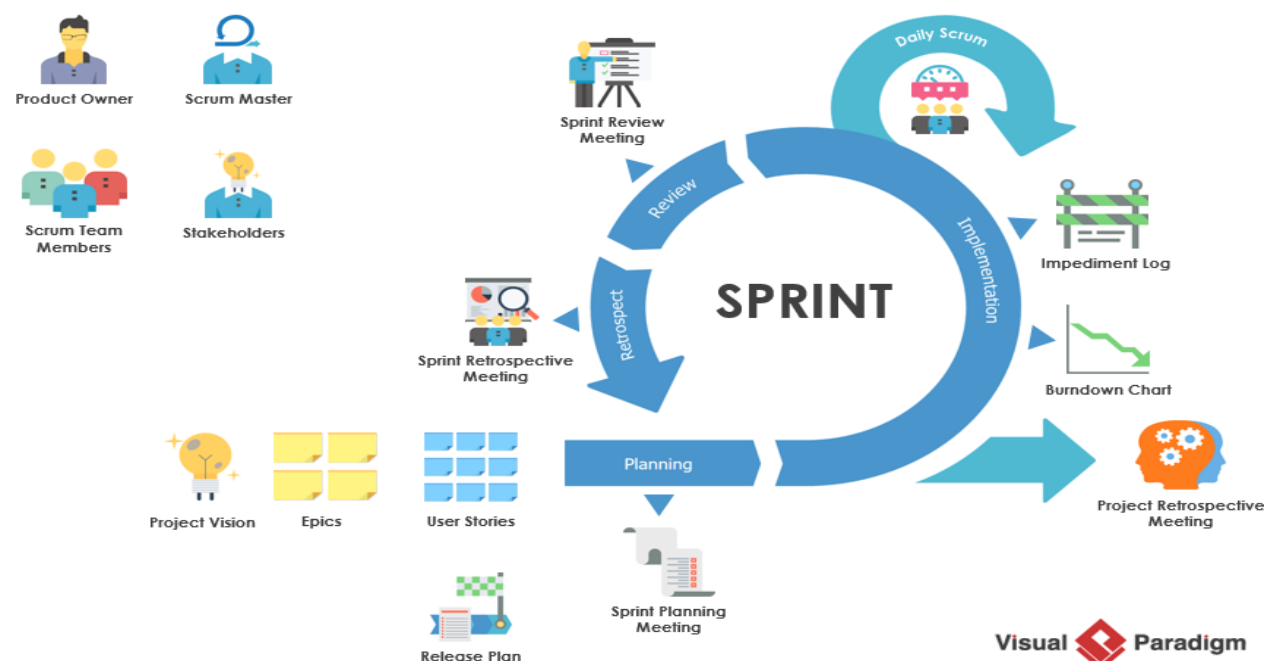 Product Owner
Scrum Master
Scrum Team
Members
Stakeholders
Sprint Review
Meeting
Daily Scrum
Review
Implementation
Impediment Log
SPRINT
Retrospect
Sprint Retrospective
Meeting
Burndown Chart
Project Vision
Epics
User Stories
Planning
Project Retrospective
Meeting
Sprint Planning
Meeting
Release Plan
Visual Paradigm